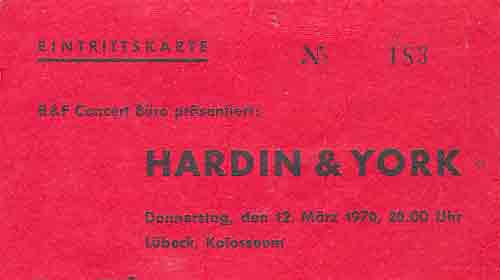 EINTRITTSKARTE № 183
B&F Concert Büro präsentiert:
HARDIN & YORK
Donnerstag, den 12. März 1970, 20.00 Uhr
Lübeck, Kolosseum